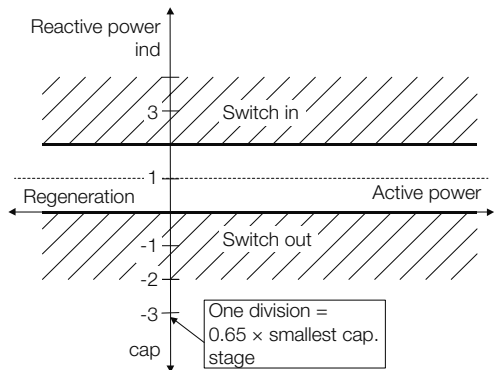 Reactive power
ind
3
Switch in
1
Regeneration
Active power
Switch out
-1
-2
-3
One division =
0.65 × smallest cap.
stage
cap